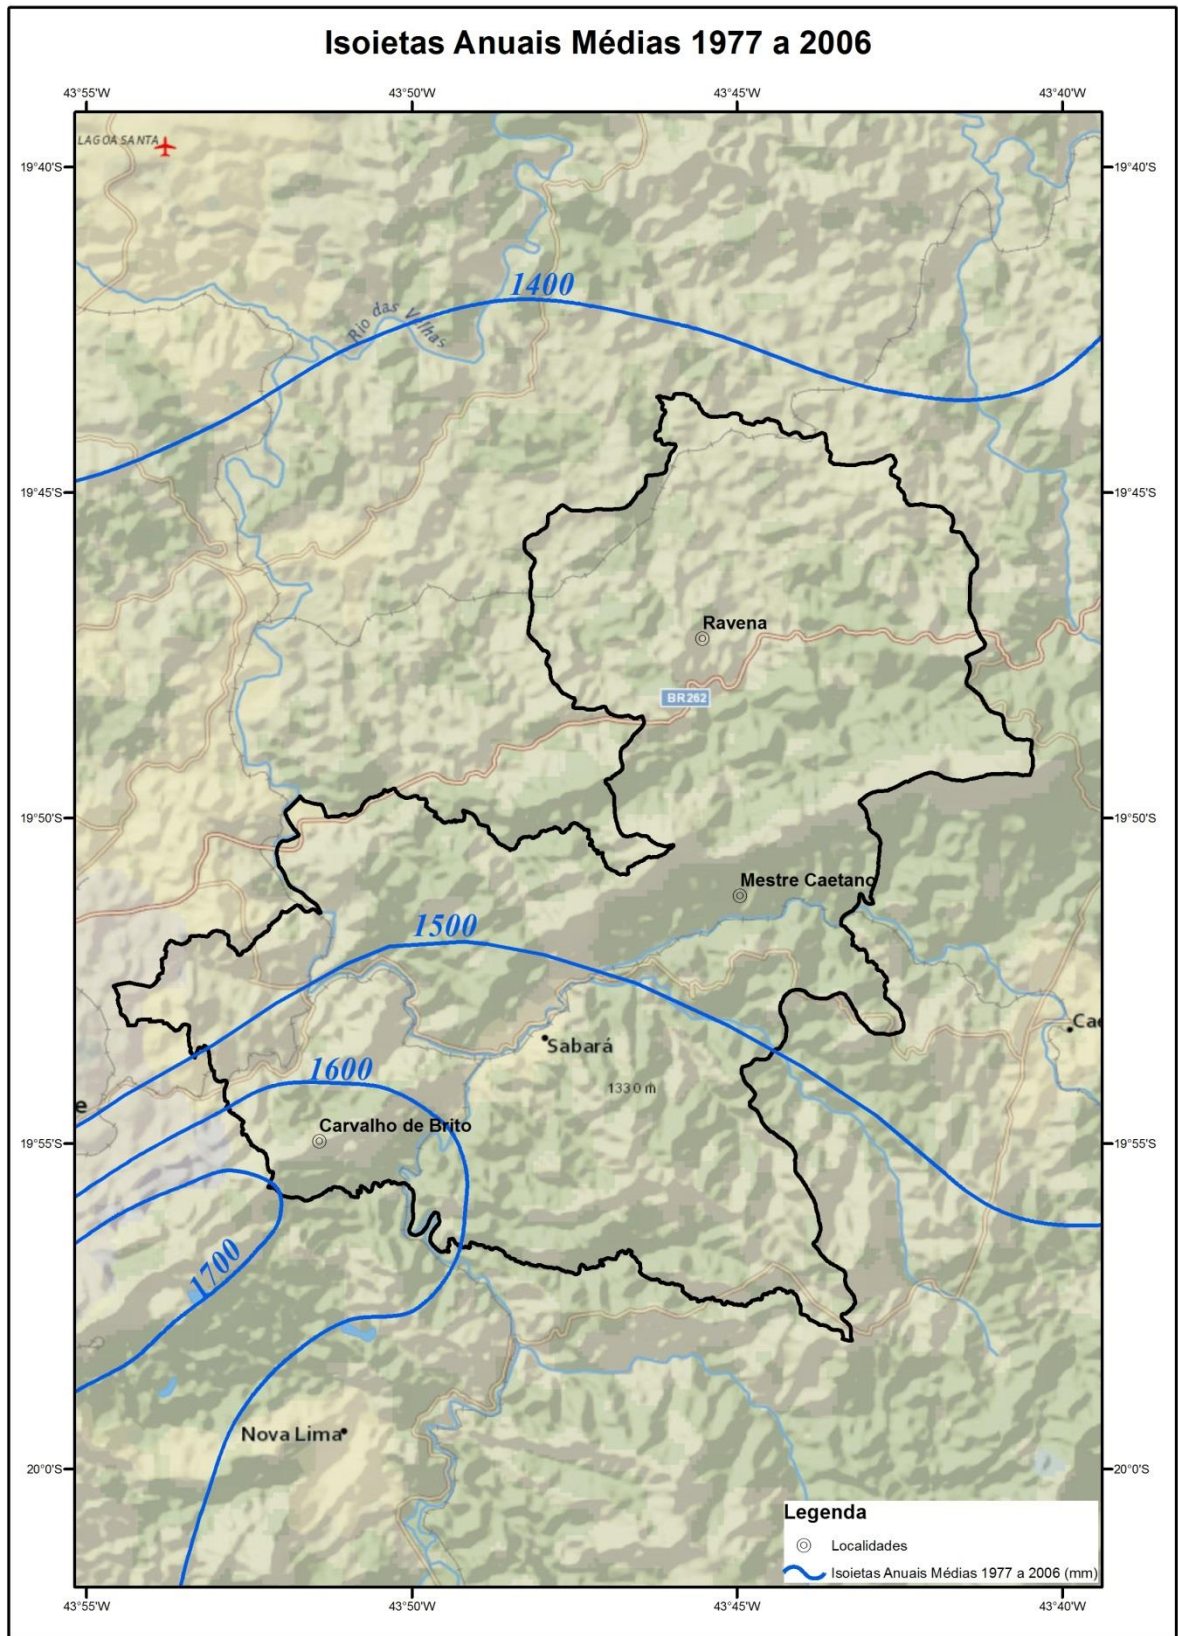 Isoietas Anuais Médias 1977 a 2006
43°55'W 43°50'W 43°45'W 43°40'W
LAGOA SANTA
19°40'S 19°40'S
1400
Rio das Velhas
19°45'S 19°45'S
Ravena
BR262
19°50'S 19°50'S
Mestre Caetano
1500
Cae
Sabará
1600
1330 m
e
Carvalho de Brito
19°55'S 19°55'S
1700
Nova Lima
20°0'S 20°0'S
Legenda
Localidades
Isoietas Anuais Médias 1977 a 2006 (mm)
43°55'W 43°50'W 43°45'W 43°40'W